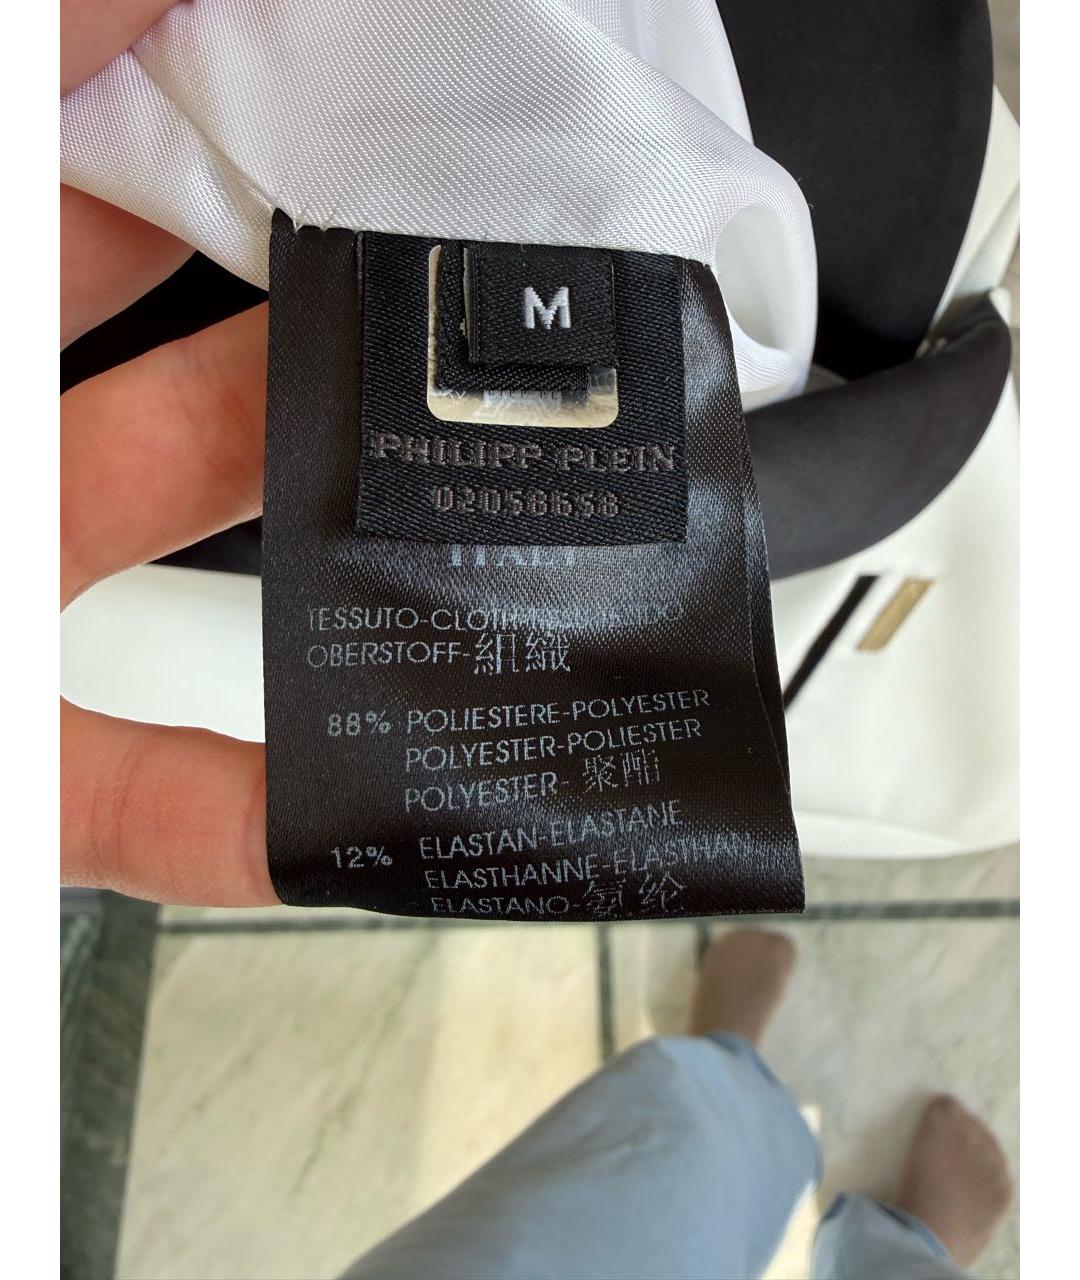 M
PHILIPP PLEIN
02058658
ITALY
TESSUTO-CLOTH-
OBERSTOFF-組織
88% POLIESTERE-POLYESTER
POLYESTER-POLIESTER
POLYESTER- 聚酯
12% ELASTAN-ELASTANE
ELASTHANNE-ELASTHAN
ELASTANO-氨纶